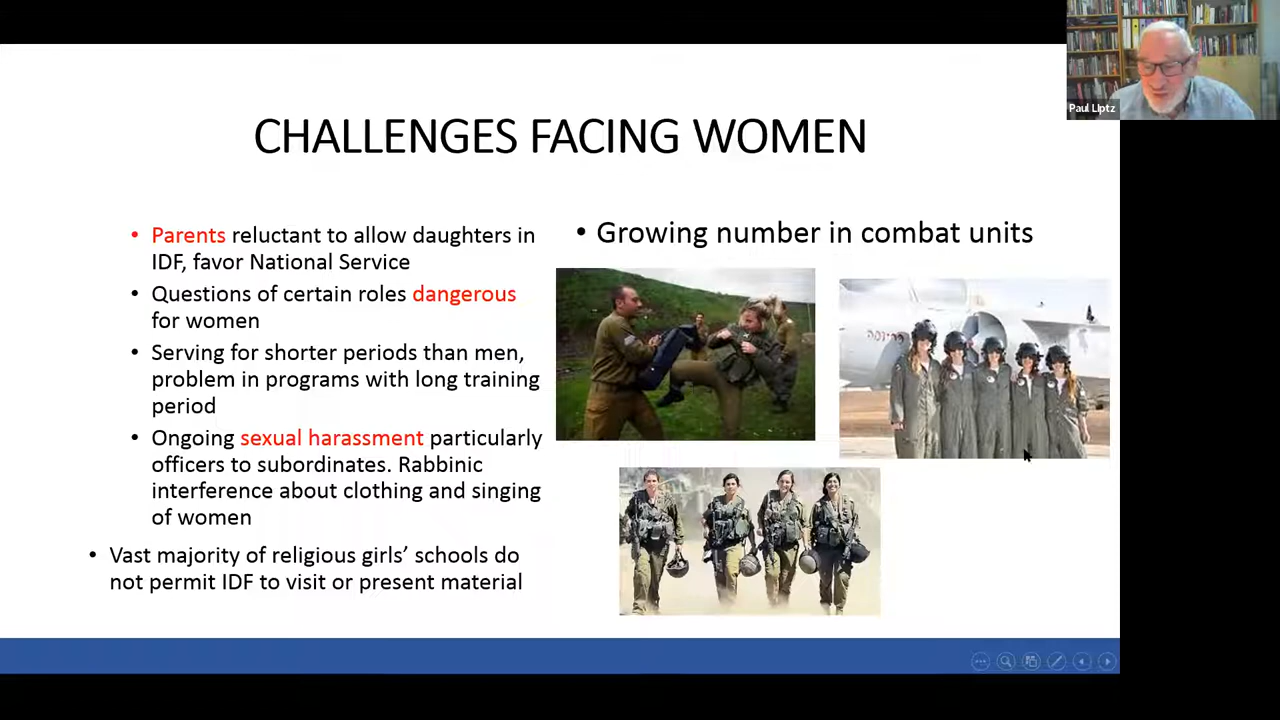 Paul Liptz
CHALLENGES FACING WOMEN
• Parents reluctant to allow daughters in
IDF, favor National Service
• Questions of certain roles dangerous
for women
• Serving for shorter periods than men,
problem in programs with long training
period
• Ongoing sexual harassment particularly
officers to subordinates. Rabbinic
interference about clothing and singing
of women
• Vast majority of religious girls’ schools do
not permit IDF to visit or present material
• Growing number in combat units